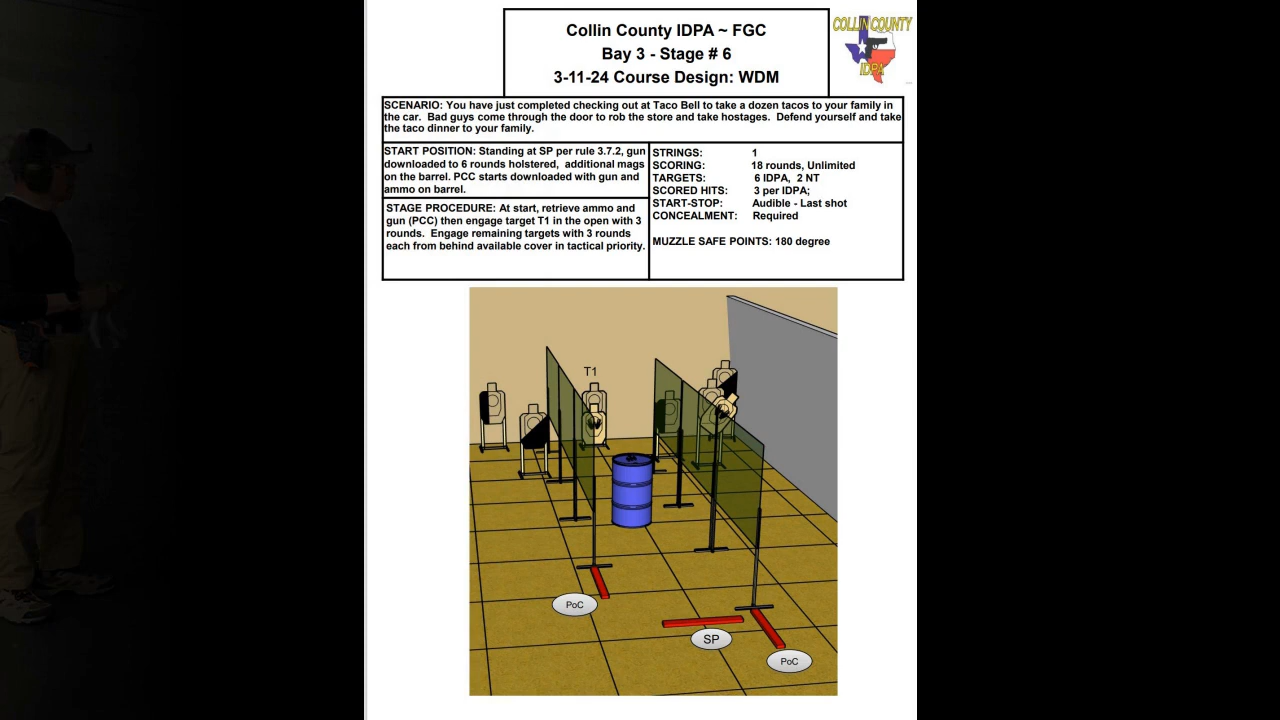 Collin County IDPA ~ FGC
Bay 3 - Stage # 6
3-11-24 Course Design: WDM
COLLIN COUNTY
IDPA
SCENARIO: You have just completed checking out at Taco Bell to take a dozen tacos to your family in
the car.  Bad guys come through the door to rob the store and take hostages.  Defend yourself and take
the taco dinner to your family.
START POSITION: Standing at SP per rule 3.7.2, gun
downloaded to 6 rounds holstered,  additional mags
on the barrel. PCC starts downloaded with gun and
ammo on barrel.
STAGE PROCEDURE: At start, retrieve ammo and
gun (PCC) then engage target T1 in the open with 3
rounds.  Engage remaining targets with 3 rounds
each from behind available cover in tactical priority.
STRINGS: 1
SCORING: 18 rounds, Unlimited
TARGETS: 6 IDPA,  2 NT
SCORED HITS: 3 per IDPA;
START-STOP: Audible - Last shot
CONCEALMENT: Required
MUZZLE SAFE POINTS: 180 degree
T1
PoC
SP
PoC